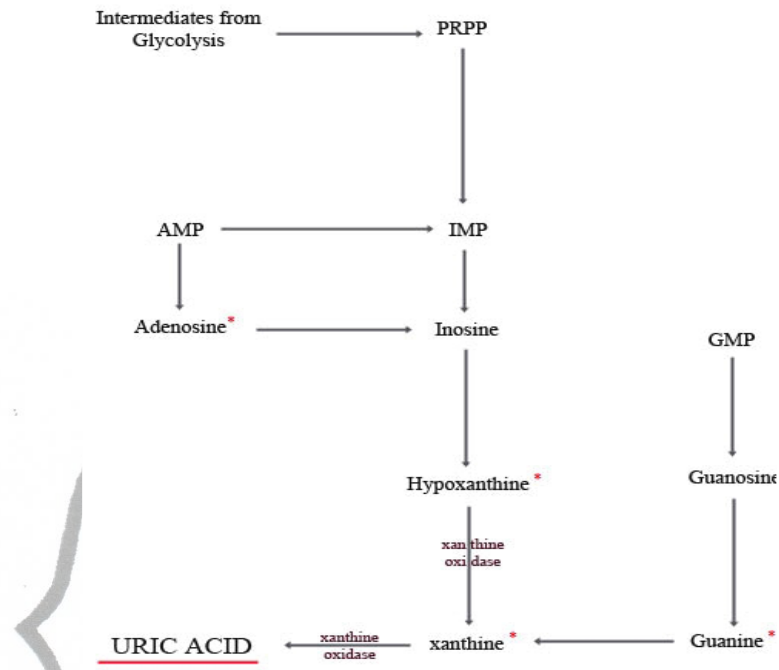 Intermediates from
Glycolysis
PRPP
AMP
IMP
Adenosine*
Inosine
GMP
Hypoxanthine *
Guanosine
xanthine
oxidase
URIC ACID
xanthine
oxidase
xanthine *
Guanine *